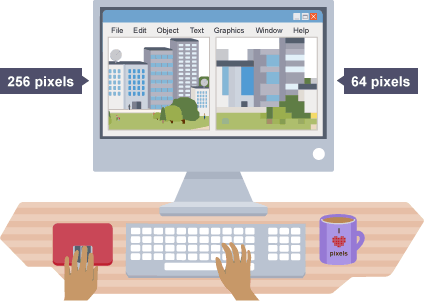 File Edit Object Text Graphics Window Help
256 pixels
64 pixels
I
pixels